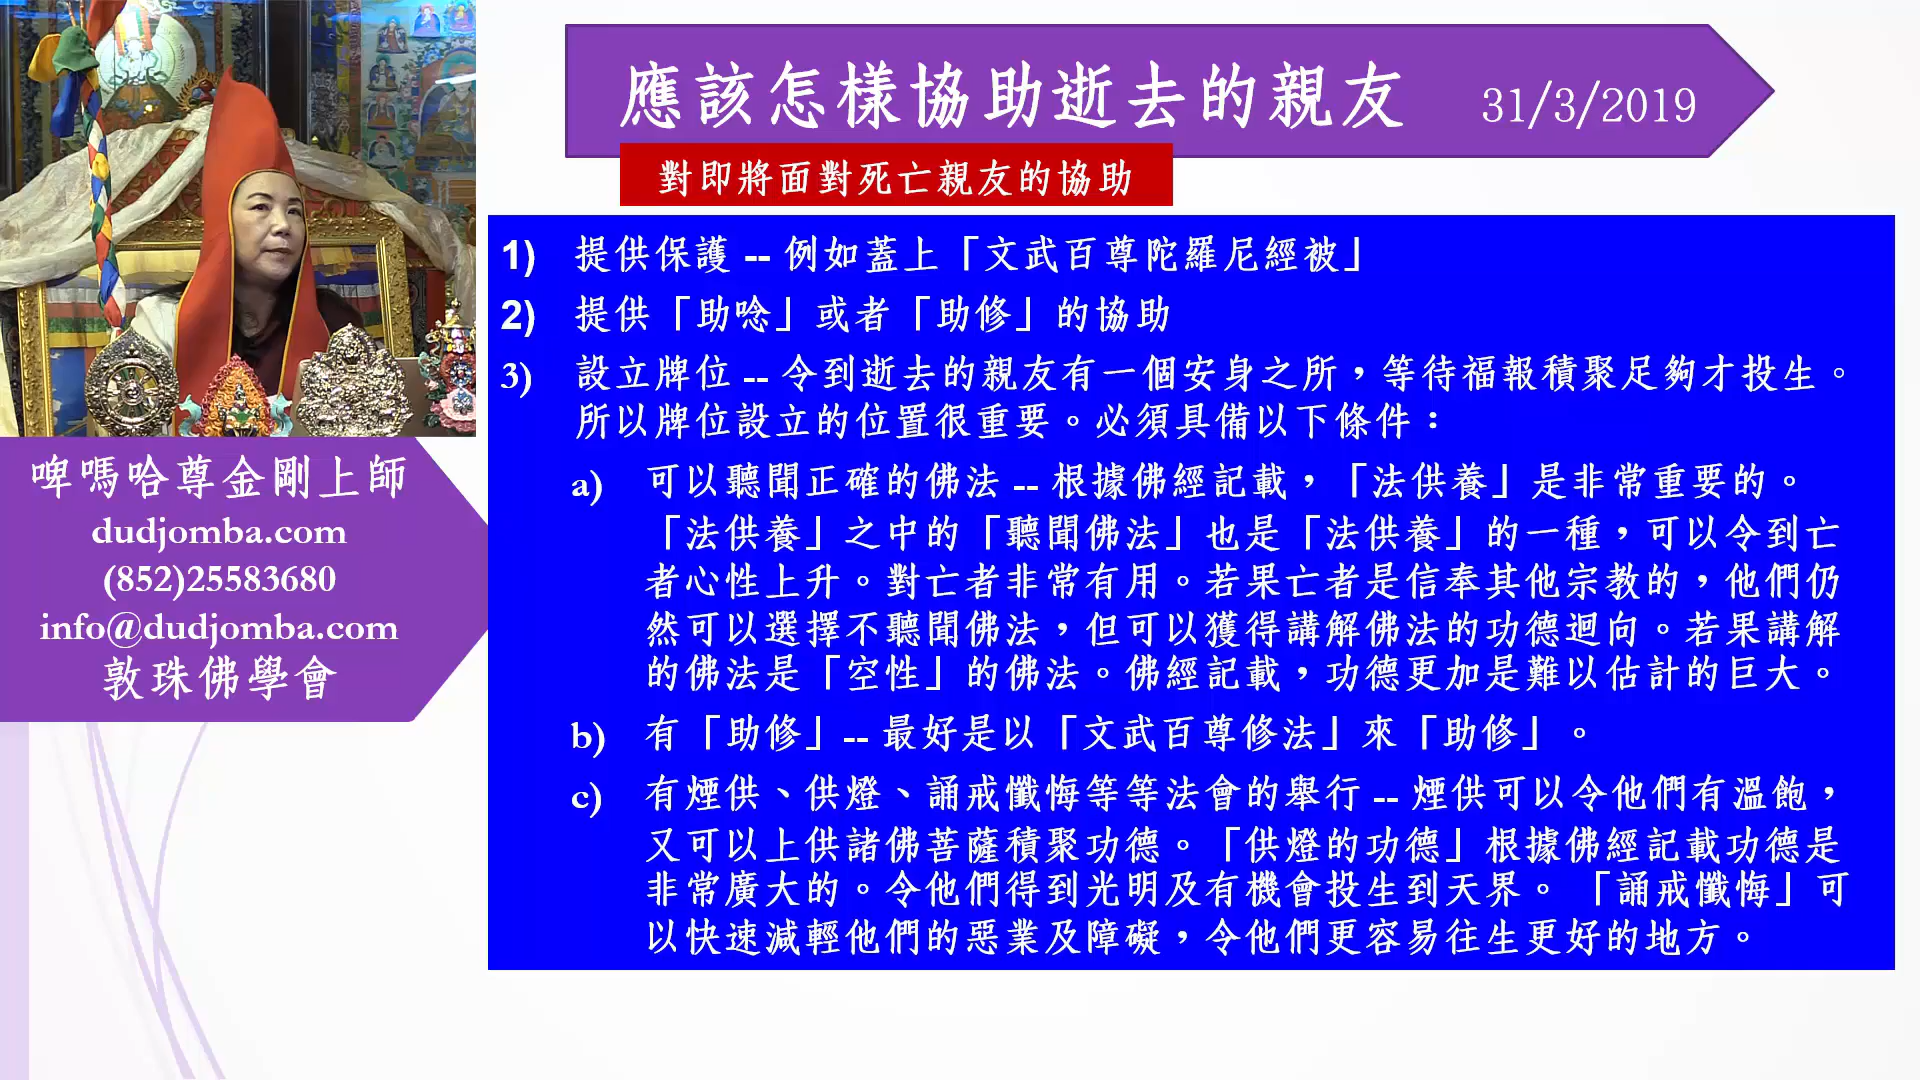 應該怎樣協助逝去的親友 31/3/2019
對即將面對死亡親友的協助
1) 提供保護 -- 例如蓋上「文武百尊陀羅尼經被」
2) 提供「助唸」或者「助修」的協助
3) 設立牌位 -- 令到逝去的親友有一個安身之所，等待福報積聚足夠才投生。
所以牌位設立的位置很重要。必須具備以下條件：
a) 可以聽聞正確的佛法 -- 根據佛經記載，「法供養」是非常重要的。
「法供養」之中的「聽聞佛法」也是「法供養」的一種，可以令到亡
者心性上升。對亡者非常有用。若果亡者是信奉其他宗教的，他們仍
然可以選擇不聽聞佛法，但可以獲得講解佛法的功德迴向。若果講解
的佛法是「空性」的佛法。佛經記載，功德更加是難以估計的巨大。
b) 有「助修」-- 最好是以「文武百尊修法」來「助修」。
c) 有煙供、供燈、誦戒懺悔等等法會的舉行 -- 煙供可以令他們有溫飽，
又可以上供諸佛菩薩積聚功德。「供燈的功德」根據佛經記載功德是
非常廣大的。令他們得到光明及有機會投生到天界。「誦戒懺悔」可
以快速減輕他們的惡業及障礙，令他們更容易往生更好的地方。
啤嗎哈尊金剛上師
dudjomba.com
(852)25583680
info@dudjomba.com
敦珠佛學會